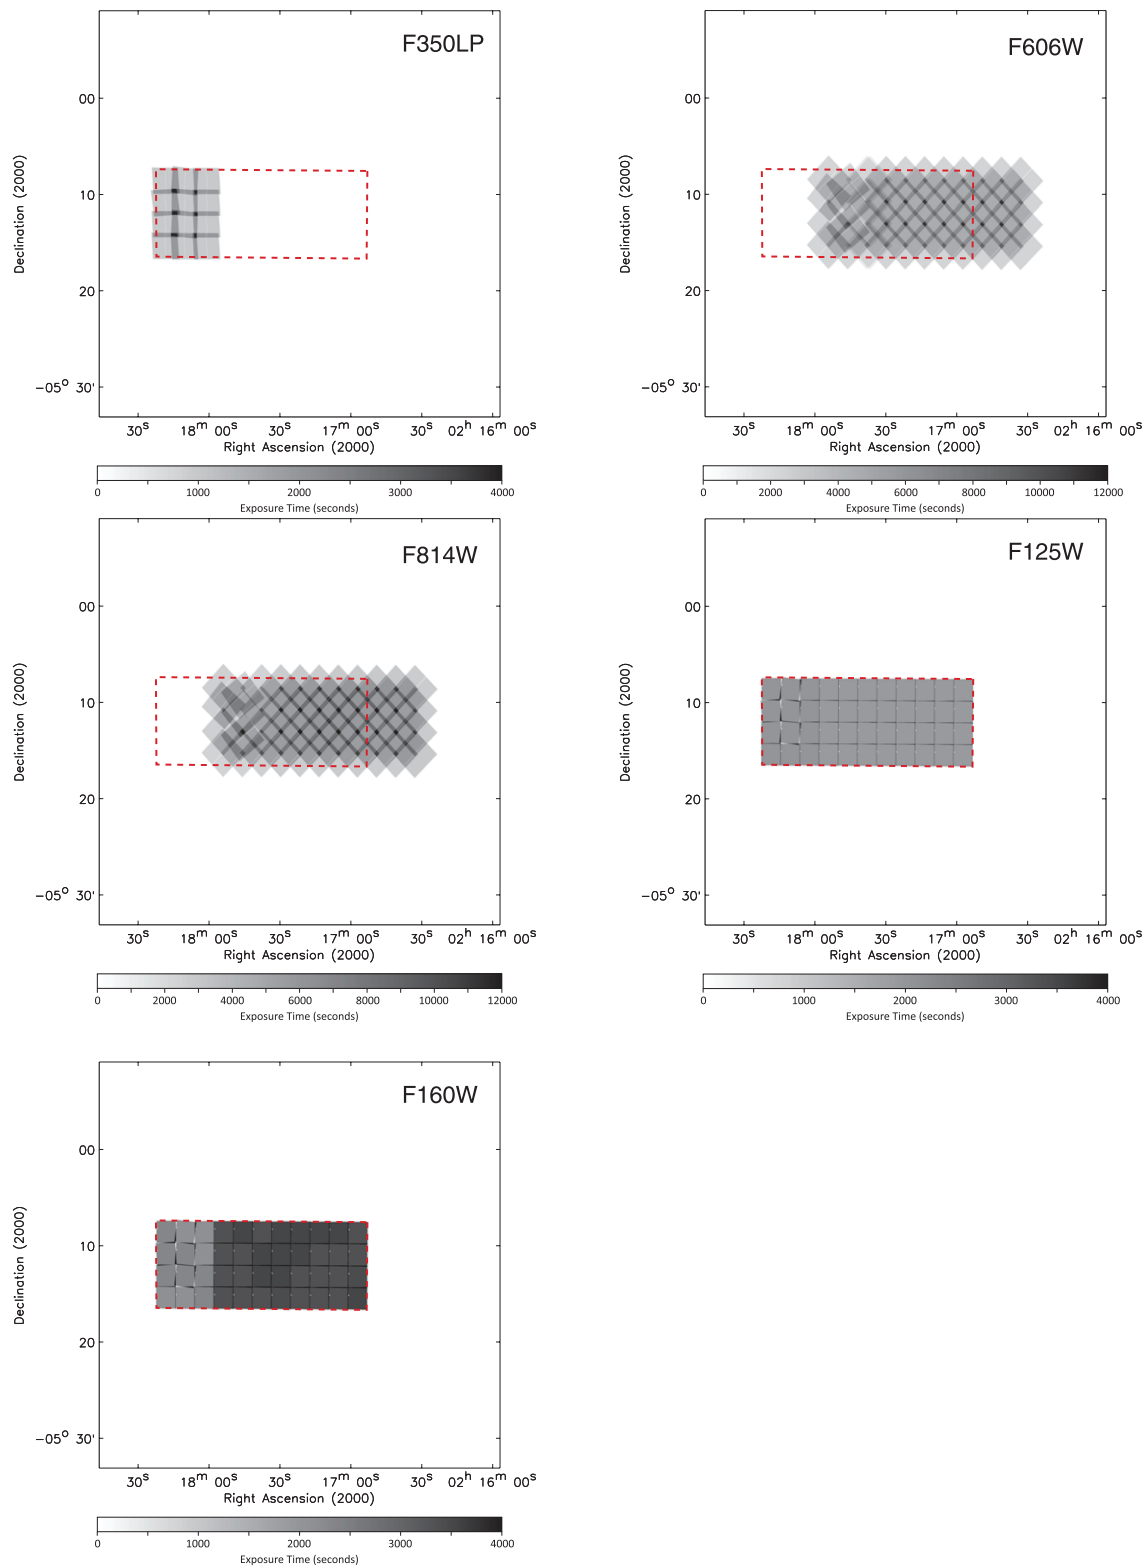 F350LP
00
10
20
−05° 30'
Declination (2000)
30s 18m 00s 30s 17m 00s 30s 02h 16m 00s
Right Ascension (2000)
0 1000 2000 3000 4000
Exposure Time (seconds)
F606W
00
10
20
−05° 30'
Declination (2000)
30s 18m 00s 30s 17m 00s 30s 02h 16m 00s
Right Ascension (2000)
0 2000 4000 6000 8000 10000 12000
Exposure Time (seconds)
F814W
00
10
20
−05° 30'
Declination (2000)
30s 18m 00s 30s 17m 00s 30s 02h 16m 00s
Right Ascension (2000)
0 2000 4000 6000 8000 10000 12000
Exposure Time (seconds)
F125W
00
10
20
−05° 30'
Declination (2000)
30s 18m 00s 30s 17m 00s 30s 02h 16m 00s
Right Ascension (2000)
0 1000 2000 3000 4000
Exposure Time (seconds)
F160W
00
10
20
−05° 30'
Declination (2000)
30s 18m 00s 30s 17m 00s 30s 02h 16m 00s
Right Ascension (2000)
0 1000 2000 3000 4000
Exposure Time (seconds)